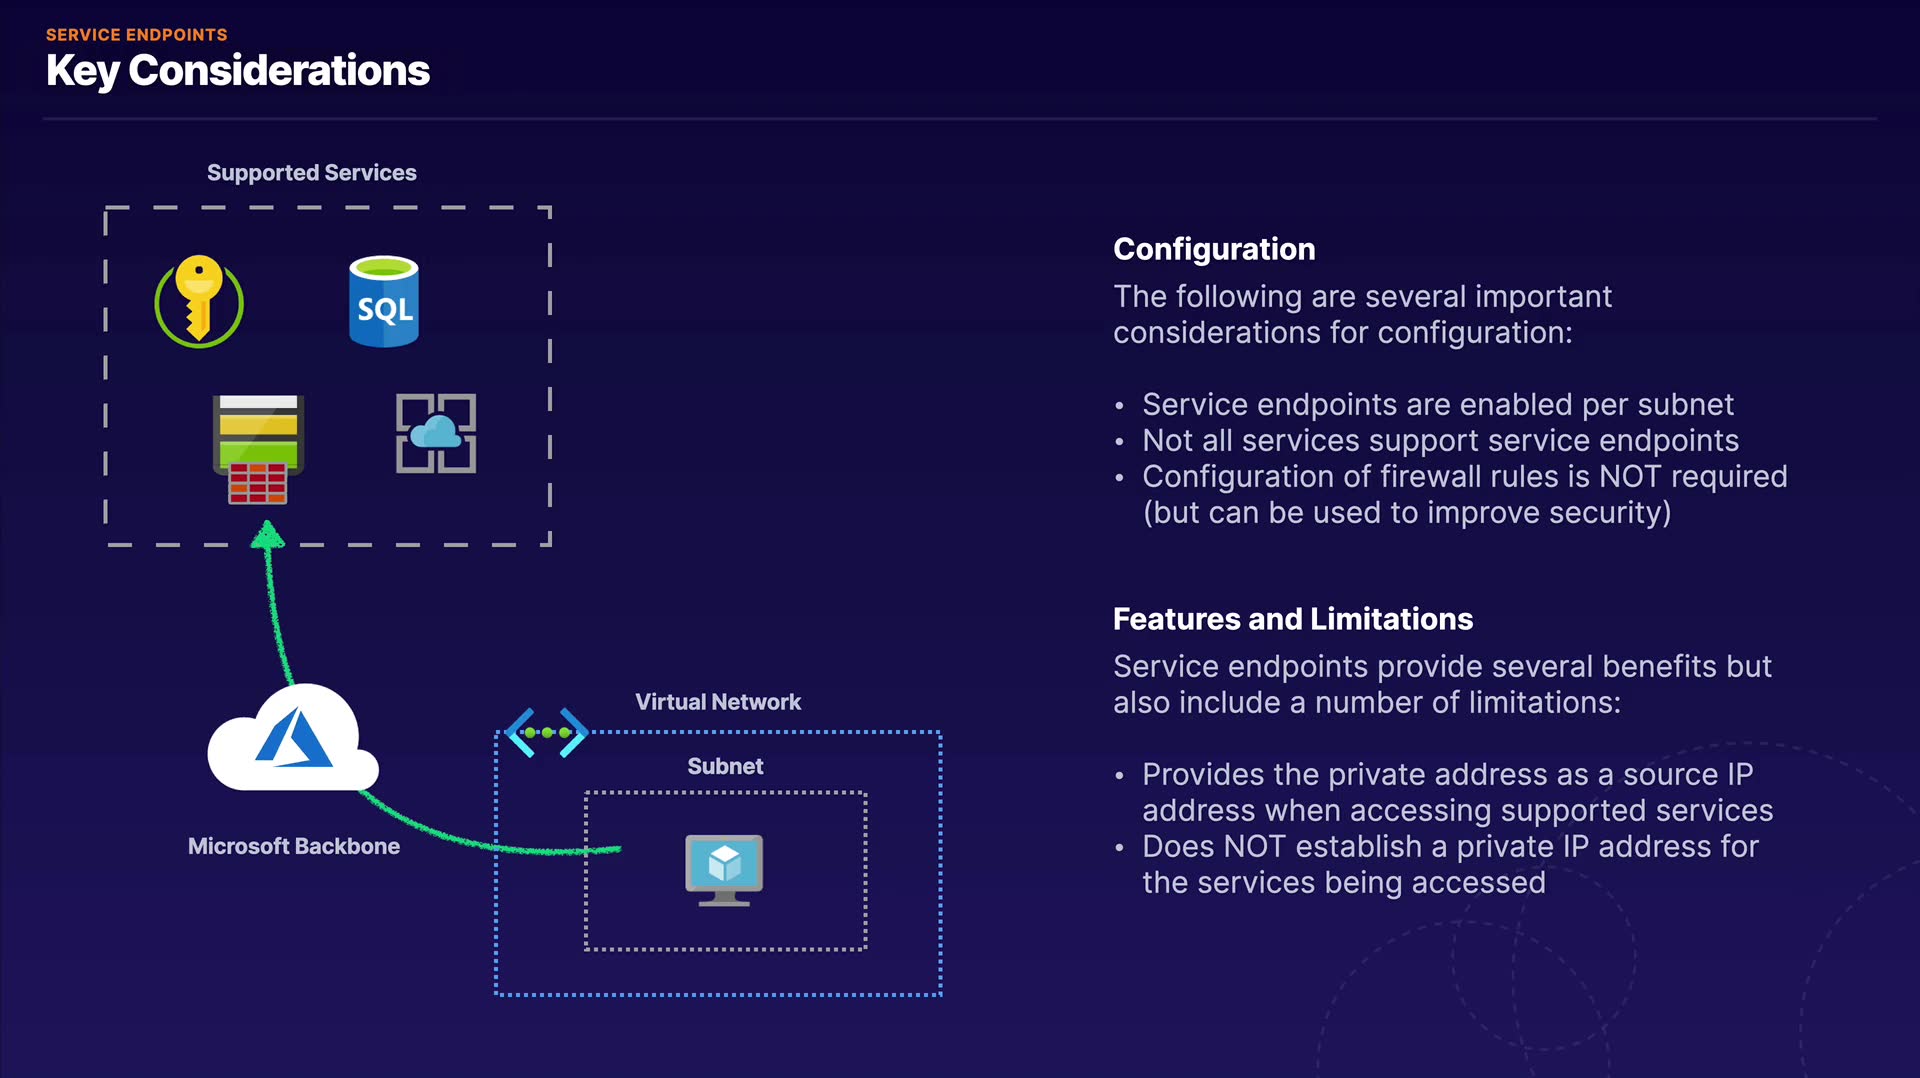 SERVICE ENDPOINTS
Key Considerations
Supported Services
SQL
Microsoft Backbone
Virtual Network
Subnet
Configuration
The following are several important
considerations for configuration:
• Service endpoints are enabled per subnet
• Not all services support service endpoints
• Configuration of firewall rules is NOT required
(but can be used to improve security)
Features and Limitations
Service endpoints provide several benefits but
also include a number of limitations:
• Provides the private address as a source IP
address when accessing supported services
• Does NOT establish a private IP address for
the services being accessed